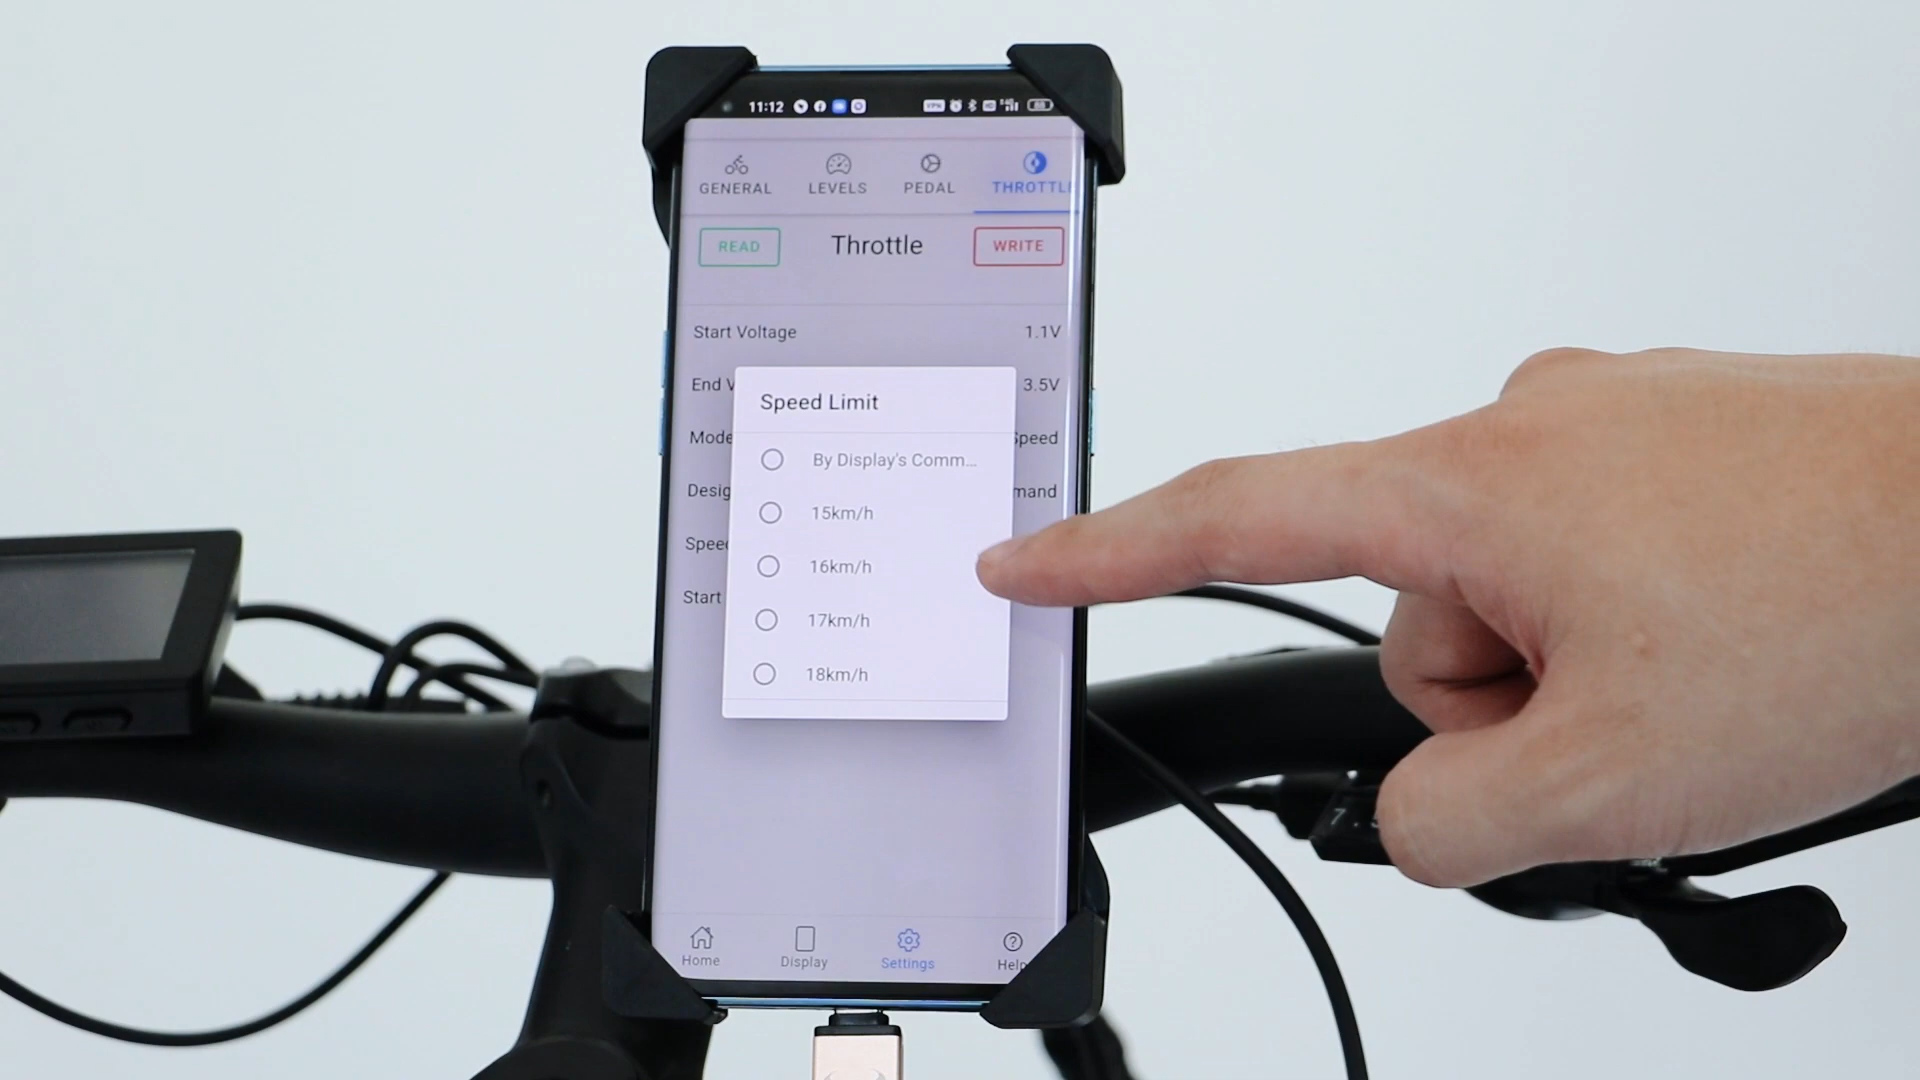 11:12
GENERAL LEVELS PEDAL THROTTL
READ Throttle WRITE
Start Voltage 1.1V
End V 3.5V
Speed Limit
Mode Speed
By Display's Comm...
Desig mand
15km/h
Speed
16km/h
Start
17km/h
18km/h
Home Display Settings Help